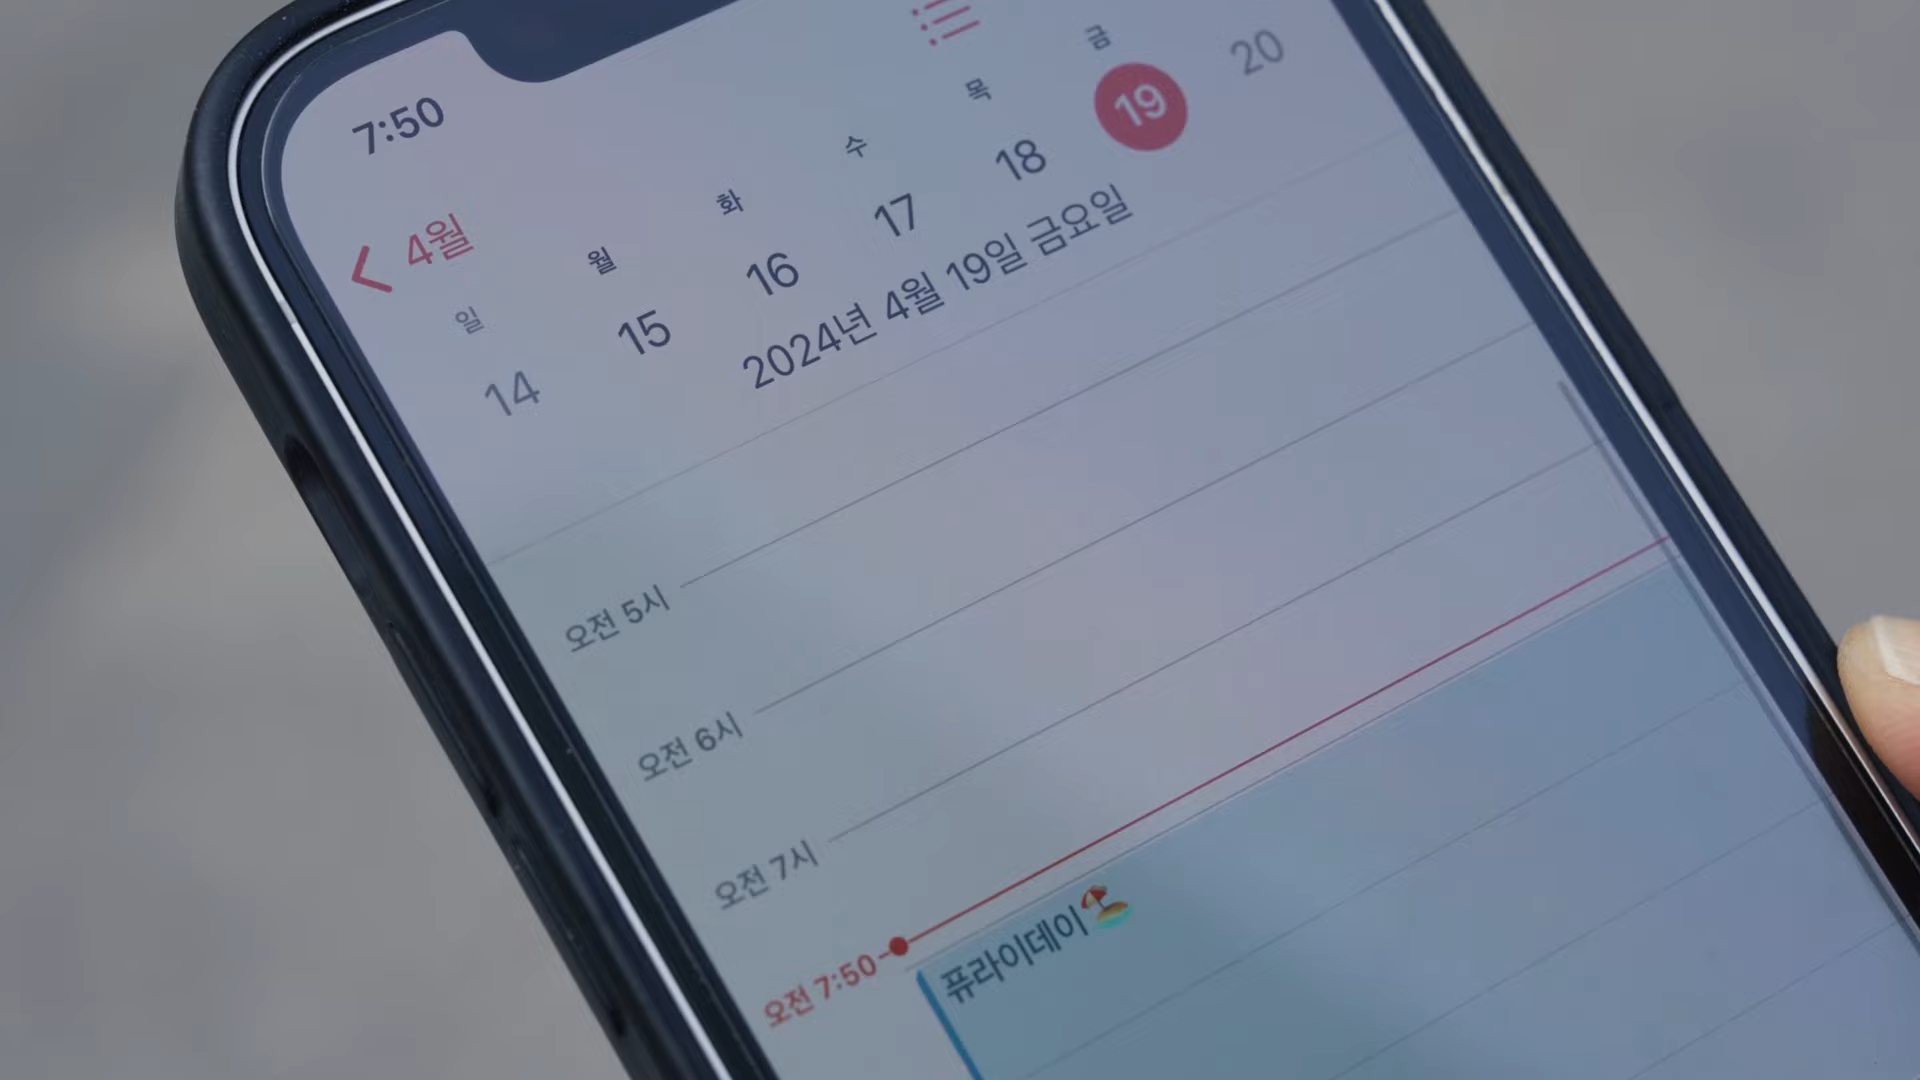 7:50
4월
일 월 화 수 목 금
14 15 16 17 18 19 20
2024년 4월 19일 금요일
오전 5시
오전 6시
오전 7시
오전 7:50
퓨라이데이🏖️